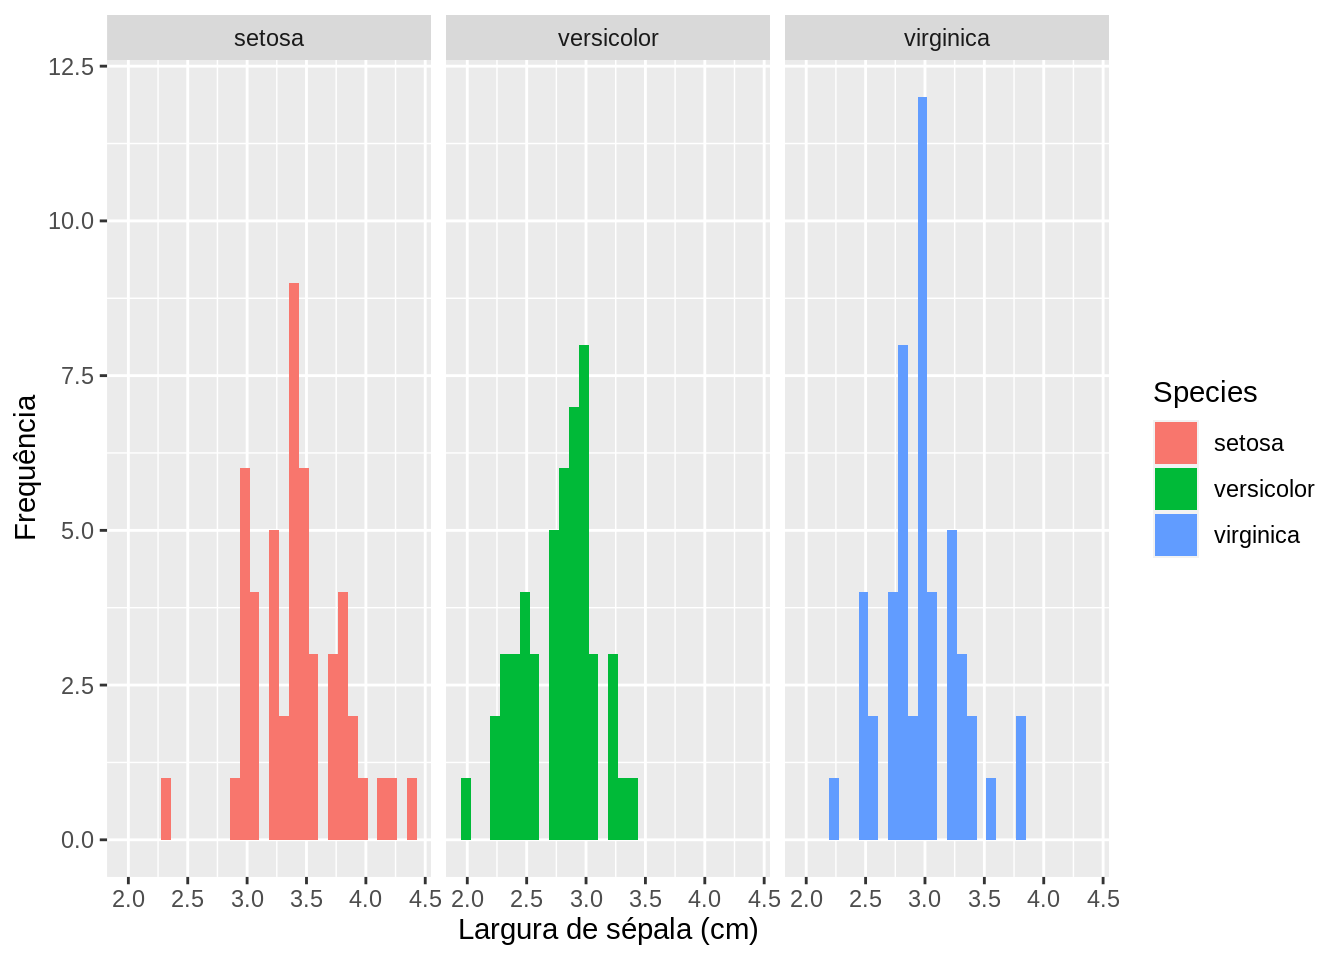 setosa versicolor virginica
12.5
10.0
7.5
5.0
2.5
0.0
Frequência
2.0 2.5 3.0 3.5 4.0 4.5 2.0 2.5 3.0 3.5 4.0 4.5 2.0 2.5 3.0 3.5 4.0 4.5
Largura de sépala (cm)
Species
setosa
versicolor
virginica